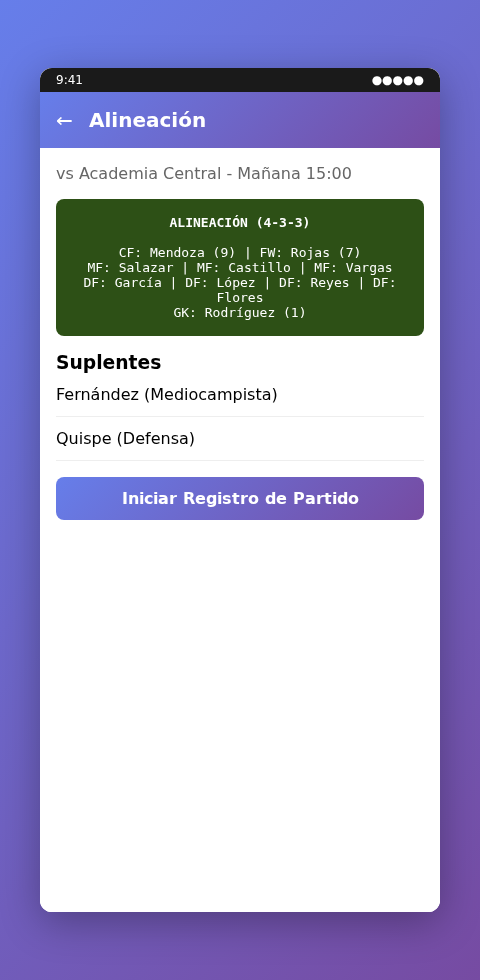 9:41
← Alineación
vs Academia Central - Mañana 15:00
ALINEACIÓN (4-3-3)
CF: Mendoza (9) | FW: Rojas (7)
MF: Salazar | MF: Castillo | MF: Vargas
DF: García | DF: López | DF: Reyes | DF:
Flores
GK: Rodríguez (1)
Suplentes
Fernández (Mediocampista)
Quispe (Defensa)
Iniciar Registro de Partido